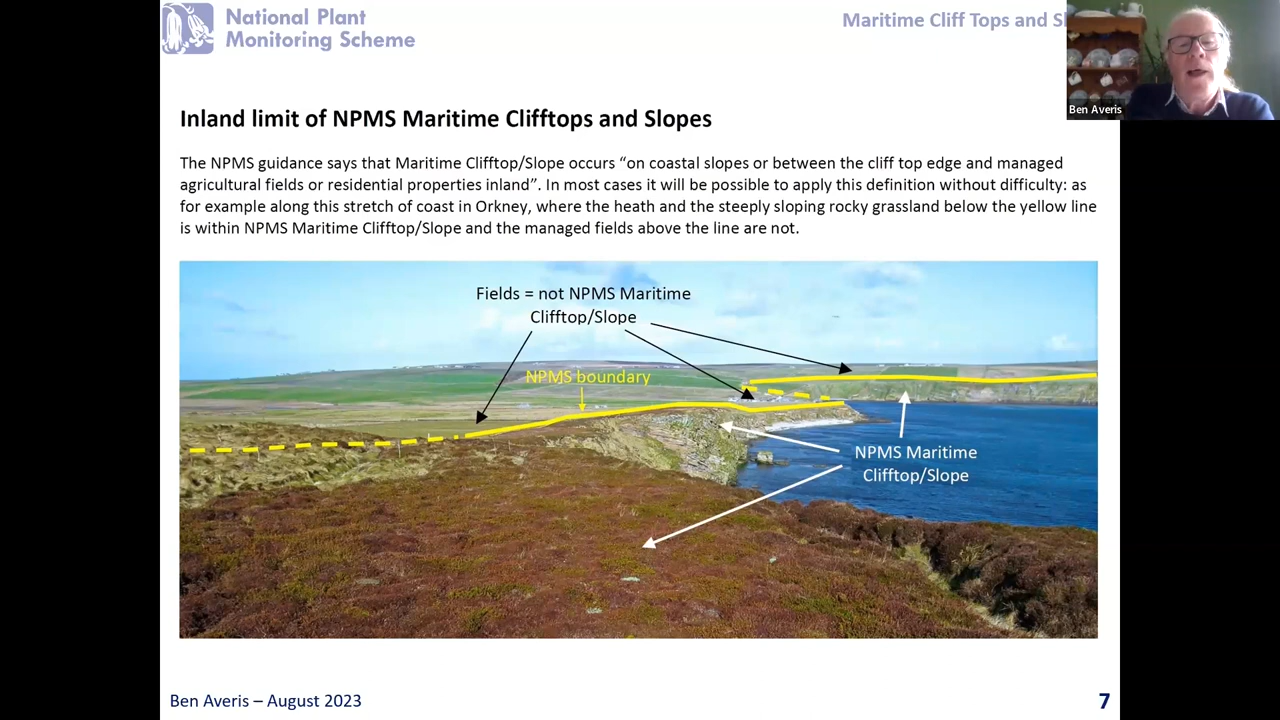 National Plant
Monitoring Scheme
Maritime Cliff Tops and
Ben Averis
Inland limit of NPMS Maritime Clifftops and Slopes
The NPMS guidance says that Maritime Clifftop/Slope occurs “on coastal slopes or between the cliff top edge and managed
agricultural fields or residential properties inland”. In most cases it will be possible to apply this definition without difficulty: as
for example along this stretch of coast in Orkney, where the heath and the steeply sloping rocky grassland below the yellow line
is within NPMS Maritime Clifftop/Slope and the managed fields above the line are not.
Fields = not NPMS Maritime
Clifftop/Slope
NPMS boundary
NPMS Maritime
Clifftop/Slope
Ben Averis – August 2023
7